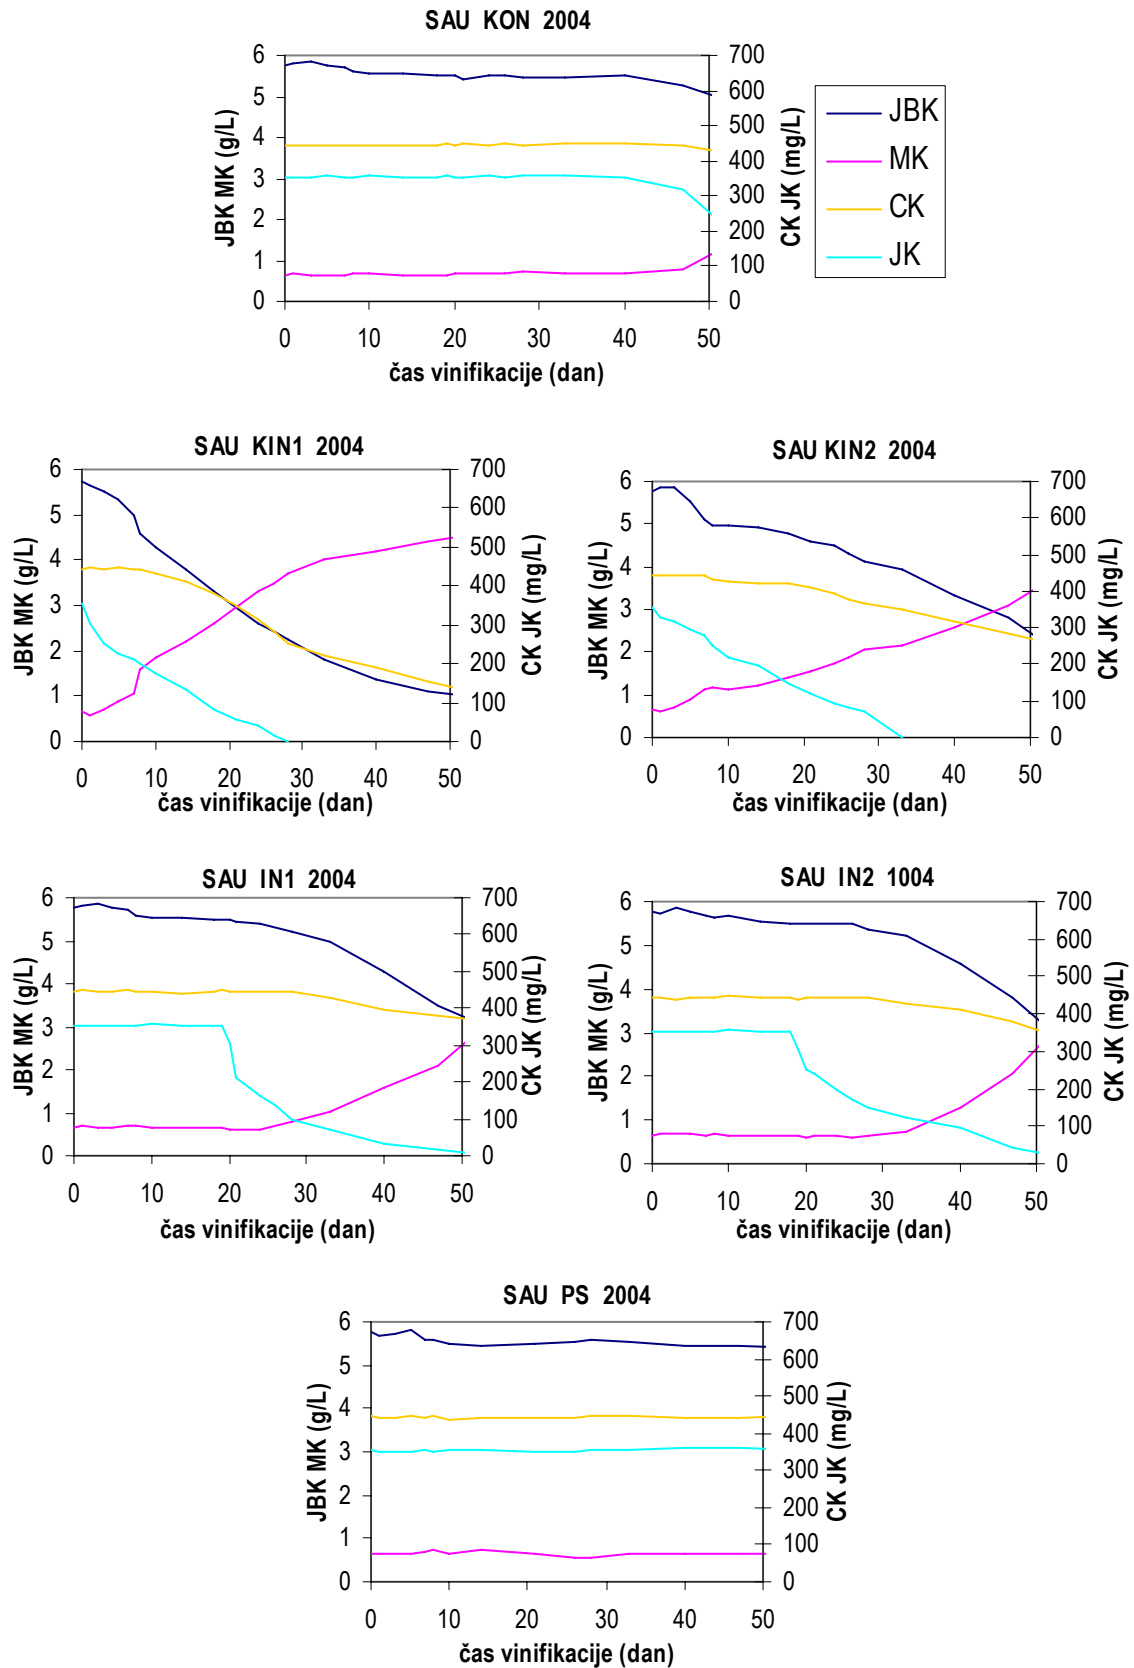 SAU KON 2004
6 5 4 3 2 1 0
700 600 500 400 300 200 100 0
JBK MK (g/L)
CK JK (mg/L)
0 10 20 30 40 50
čas vinifikacije (dan)
JBK
MK
CK
JK
SAU KIN1 2004
6 5 4 3 2 1 0
700 600 500 400 300 200 100 0
JBK MK (g/L)
CK JK (mg/L)
0 10 20 30 40 50
čas vinifikacije (dan)
SAU KIN2 2004
6 5 4 3 2 1 0
700 600 500 400 300 200 100 0
JBK MK (g/L)
CK JK (mg/L)
0 10 20 30 40 50
čas vinifikacije (dan)
SAU IN1 2004
6 5 4 3 2 1 0
700 600 500 400 300 200 100 0
JBK MK (g/L)
CK JK (mg/L)
0 10 20 30 40 50
čas vinifikacije (dan)
SAU IN2 1004
6 5 4 3 2 1 0
700 600 500 400 300 200 100 0
JBK MK (g/L)
CK JK (mg/L)
0 10 20 30 40 50
čas vinifikacije (dan)
SAU PS 2004
6 5 4 3 2 1 0
700 600 500 400 300 200 100 0
JBK MK (g/L)
CK JK (mg/L)
0 10 20 30 40 50
čas vinifikacije (dan)